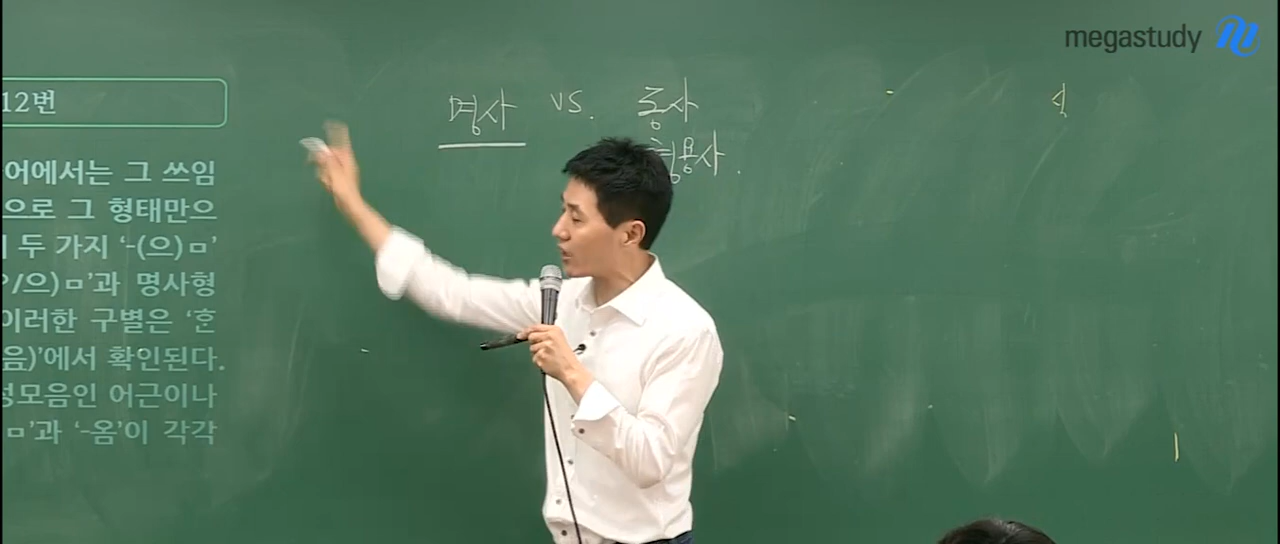 megastudy
12번
명사 vs. 동사
형용사.
어에서는 그 쓰임
으로 그 형태만으
두 가지 ‘-(으)ㅁ’
/으)ㅁ’과 명사형
이러한 구별은 ‘ᄒᆞᆫ
음)’에서 확인된다.
성모음인 어근이나
ㅁ’과 ‘-옴’이 각각